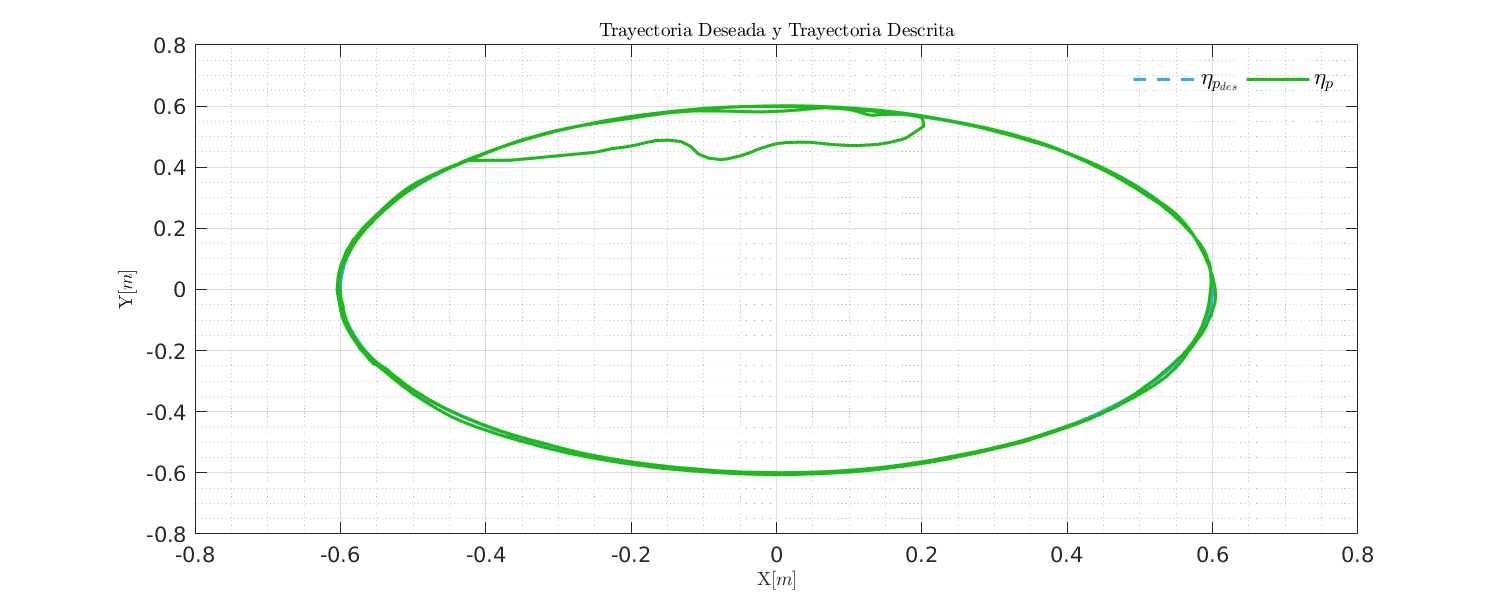 Trayectoria Deseada y Trayectoria Descrita
η_{p_{des}} η_p
0.8
0.6
0.4
0.2
0
-0.2
-0.4
-0.6
-0.8
Y[m]
-0.8 -0.6 -0.4 -0.2 0 0.2 0.4 0.6 0.8
X[m]